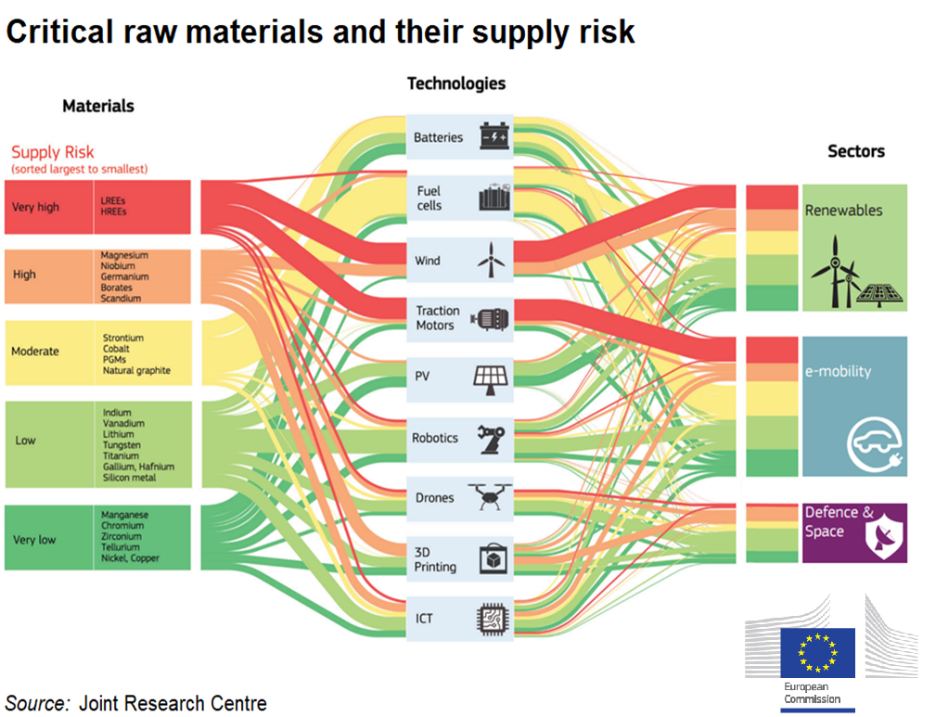 Critical raw materials and their supply risk
Materials
Technologies
Sectors
Supply Risk
(sorted largest to smallest)
Very high
LREEs
HREEs
High
Magnesium
Niobium
Germanium
Borates
Scandium
Moderate
Strontium
Cobalt
PGMs
Natural graphite
Low
Indium
Vanadium
Lithium
Tungsten
Titanium
Gallium, Hafnium
Silicon metal
Very low
Manganese
Chromium
Zirconium
Tellurium
Nickel, Copper
Batteries
Fuel
cells
Wind
Traction
Motors
PV
Robotics
Drones
3D
Printing
ICT
Renewables
e-mobility
Defence &
Space
European
Commission
Source: Joint Research Centre